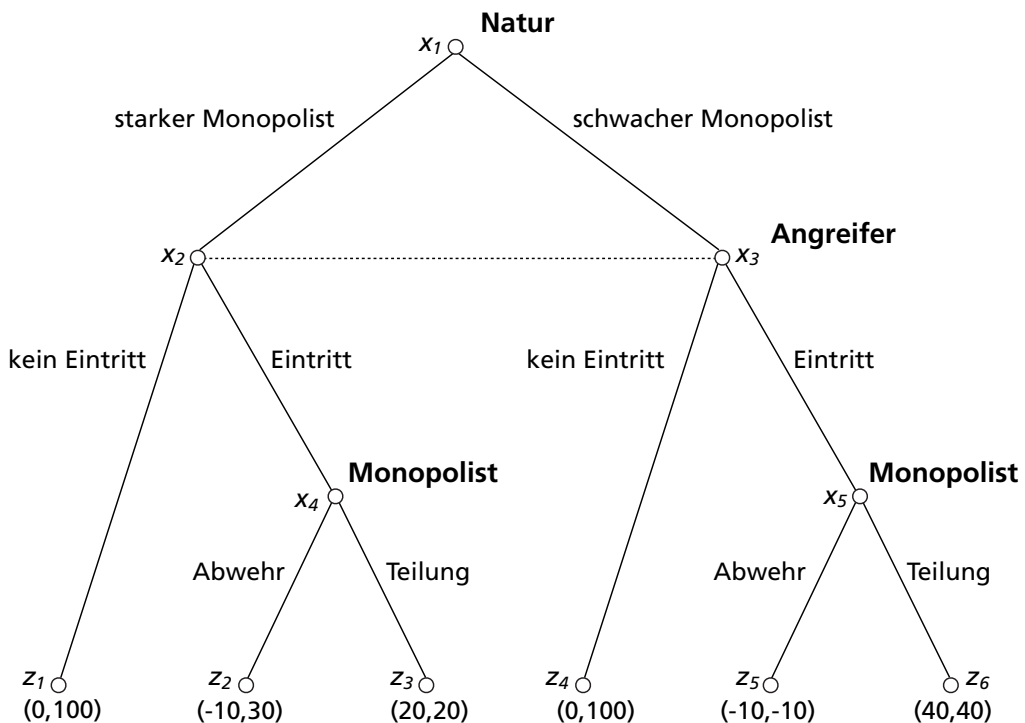 Natur
x1
starker Monopolist
schwacher Monopolist
Angreifer
x2
x3
kein Eintritt
Eintritt
kein Eintritt
Eintritt
Monopolist
Monopolist
x4
x5
Abwehr
Teilung
Abwehr
Teilung
z1
z2
z3
z4
z5
z6
(0,100)
(-10,30)
(20,20)
(0,100)
(-10,-10)
(40,40)